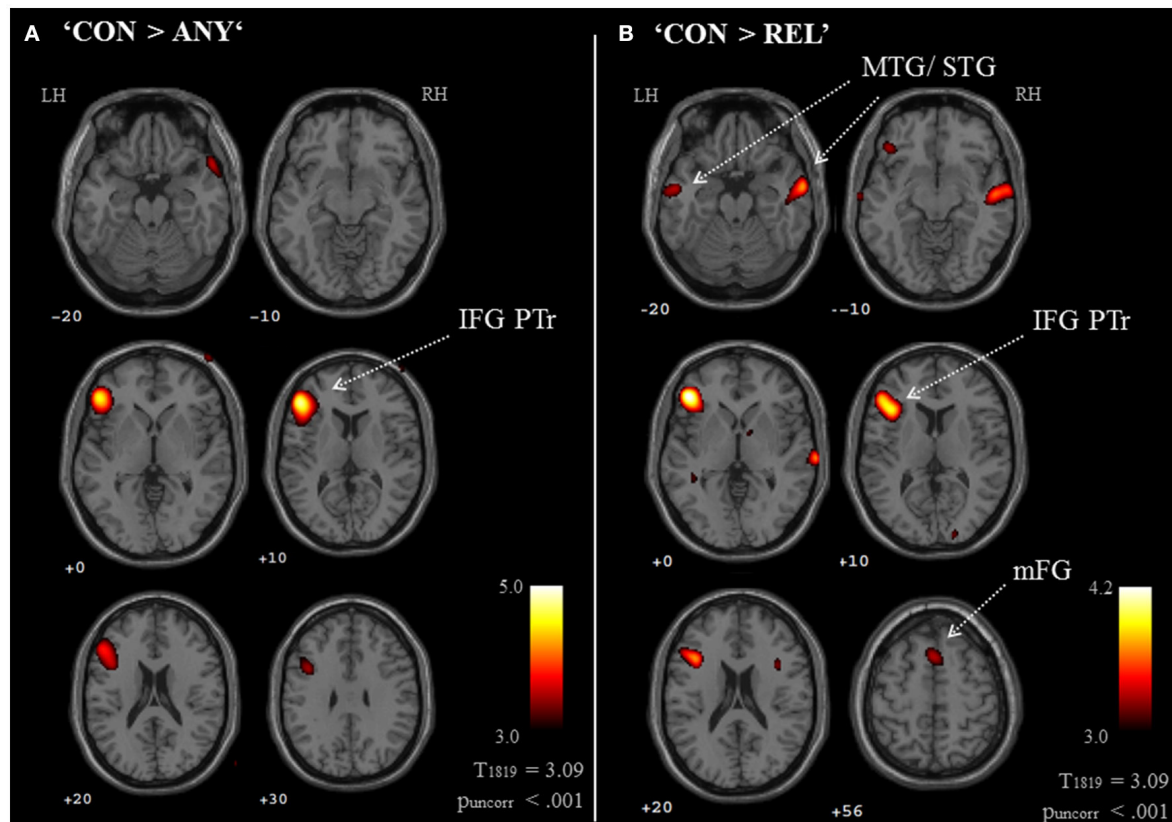 A 'CON > ANY'
LH
RH
-20
-10
IFG PTr
+0
+10
5.0
3.0
+20
+30
T1819 = 3.09
puncorr < .001
B 'CON > REL'
MTG/ STG
LH
RH
-20
--10
IFG PTr
+0
+10
mFG
4.2
3.0
+20
+56
T1819 = 3.09
puncorr < .001